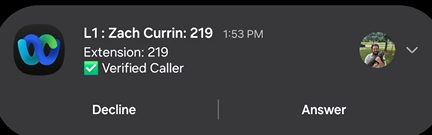 L1 : Zach Currin: 219 1:53 PM
Extension: 219
✅ Verified Caller
Decline | Answer